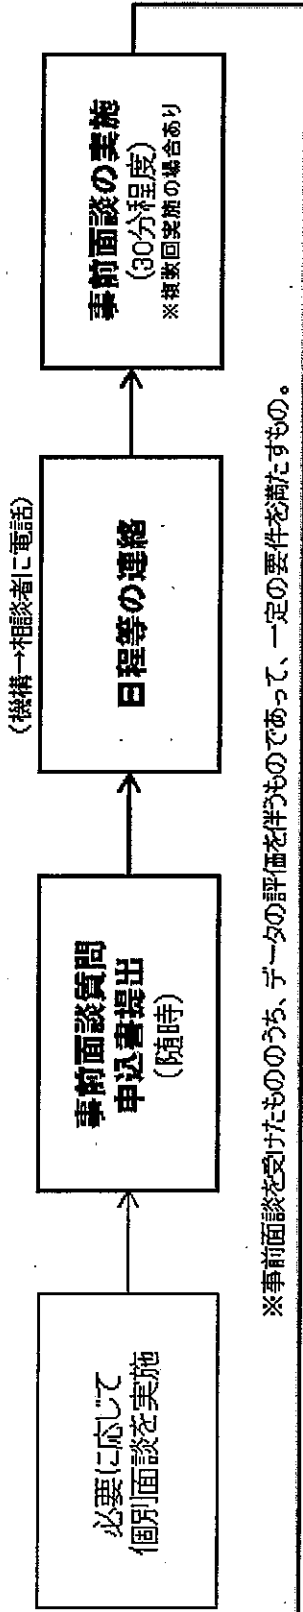 必要に応じて
個別面談を実施
事前面談質問
申込書提出
(随時)
(機構→相談者に電話)
日程等の連絡
事前面談の実施
(30分程度)
※複数回実施の場合あり
※事前面談を受けたもののうち、データの評価を伴うものであって、一定の要件を満たすもの。